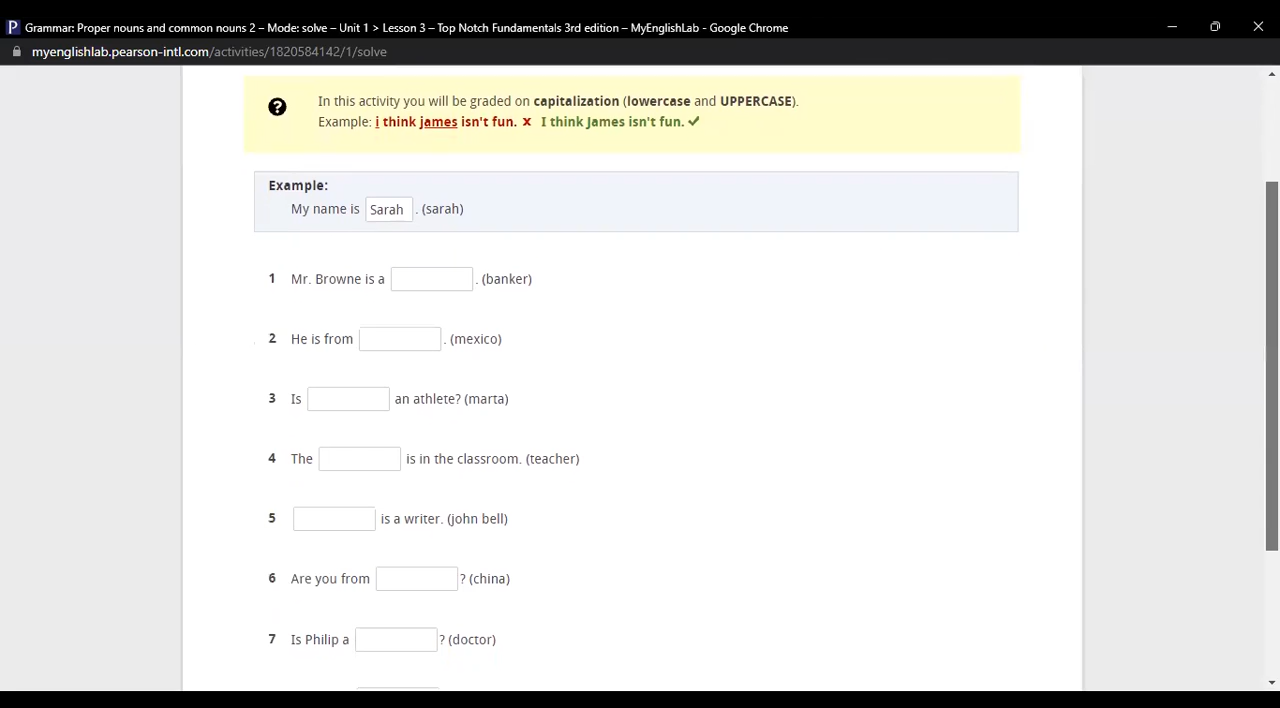 Grammar: Proper nouns and common nouns 2 – Mode: solve – Unit 1 > Lesson 3 – Top Notch Fundamentals 3rd edition – MyEnglishLab - Google Chrome
myenglishlab.pearson-intl.com/activities/1820584142/1/solve
In this activity you will be graded on capitalization (lowercase and UPPERCASE).
Example: i think james isn't fun. × I think James isn't fun. ✓
Example:
My name is Sarah . (sarah)
1 Mr. Browne is a . (banker)
2 He is from . (mexico)
3 Is an athlete? (marta)
4 The is in the classroom. (teacher)
5 is a writer. (john bell)
6 Are you from ? (china)
7 Is Philip a ? (doctor)